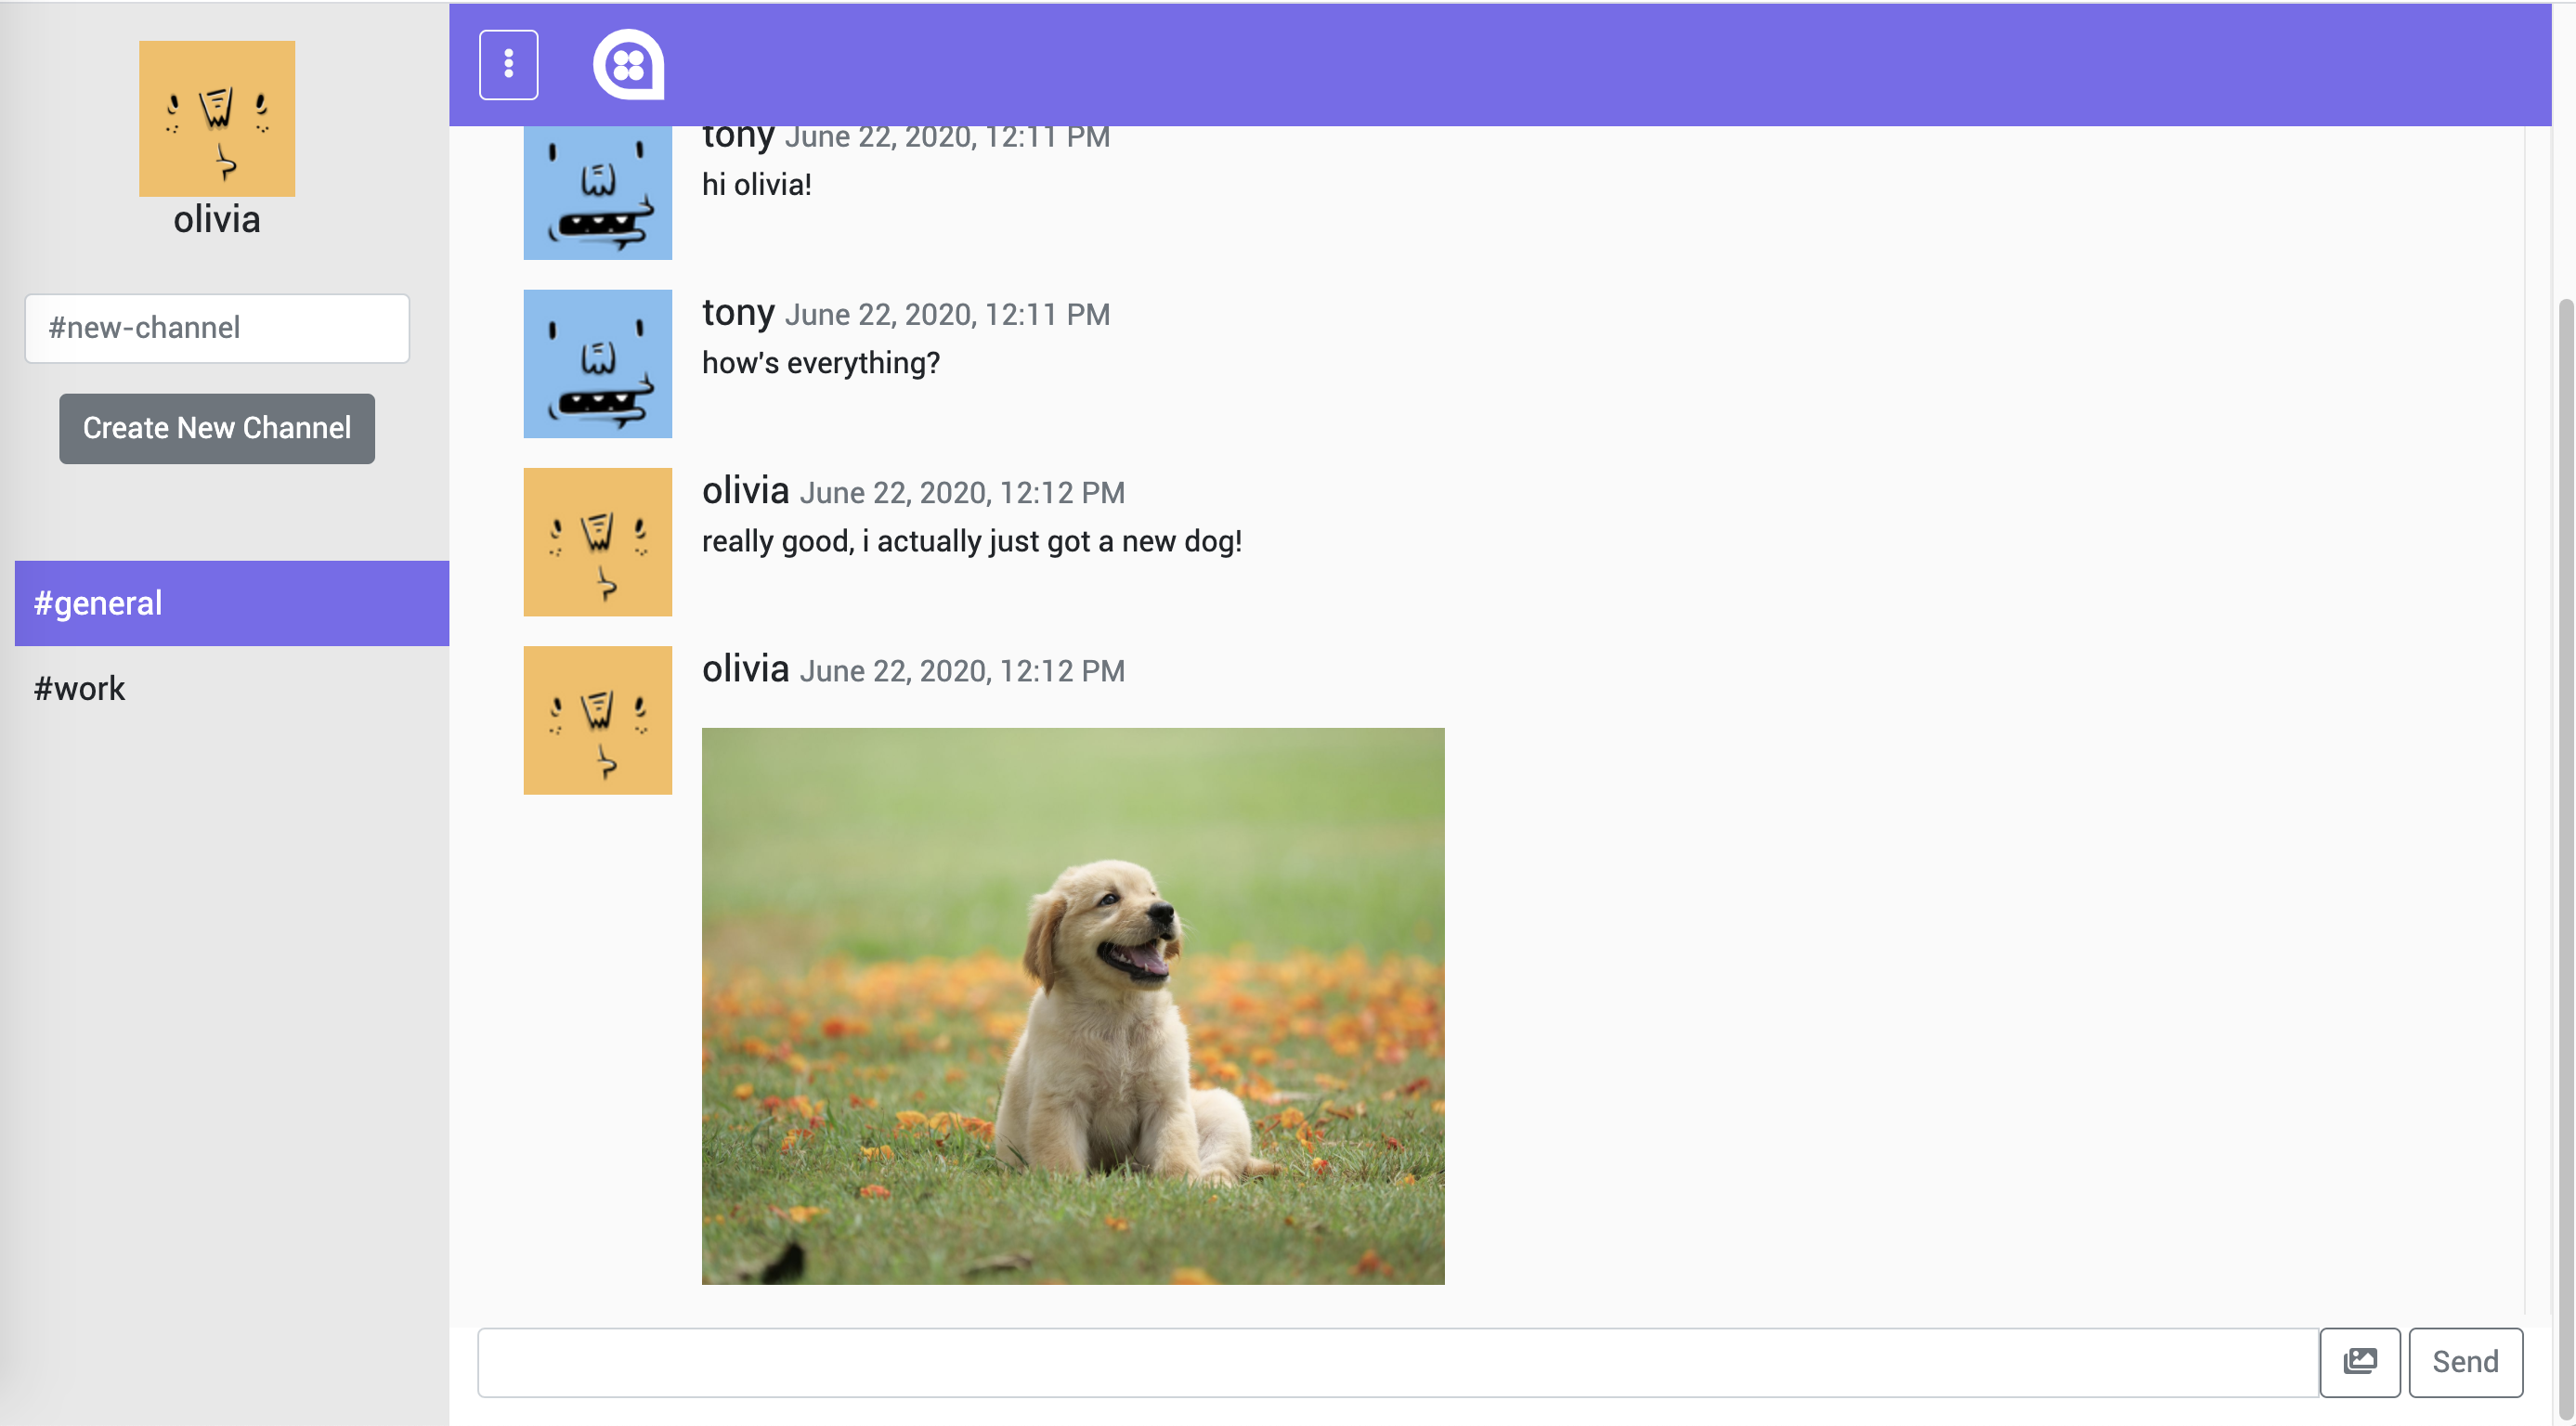 olivia
#new-channel
Create New Channel
#general
#work
tony June 22, 2020, 12:11 PM
hi olivia!
tony June 22, 2020, 12:11 PM
how's everything?
olivia June 22, 2020, 12:12 PM
really good, i actually just got a new dog!
olivia June 22, 2020, 12:12 PM
Send